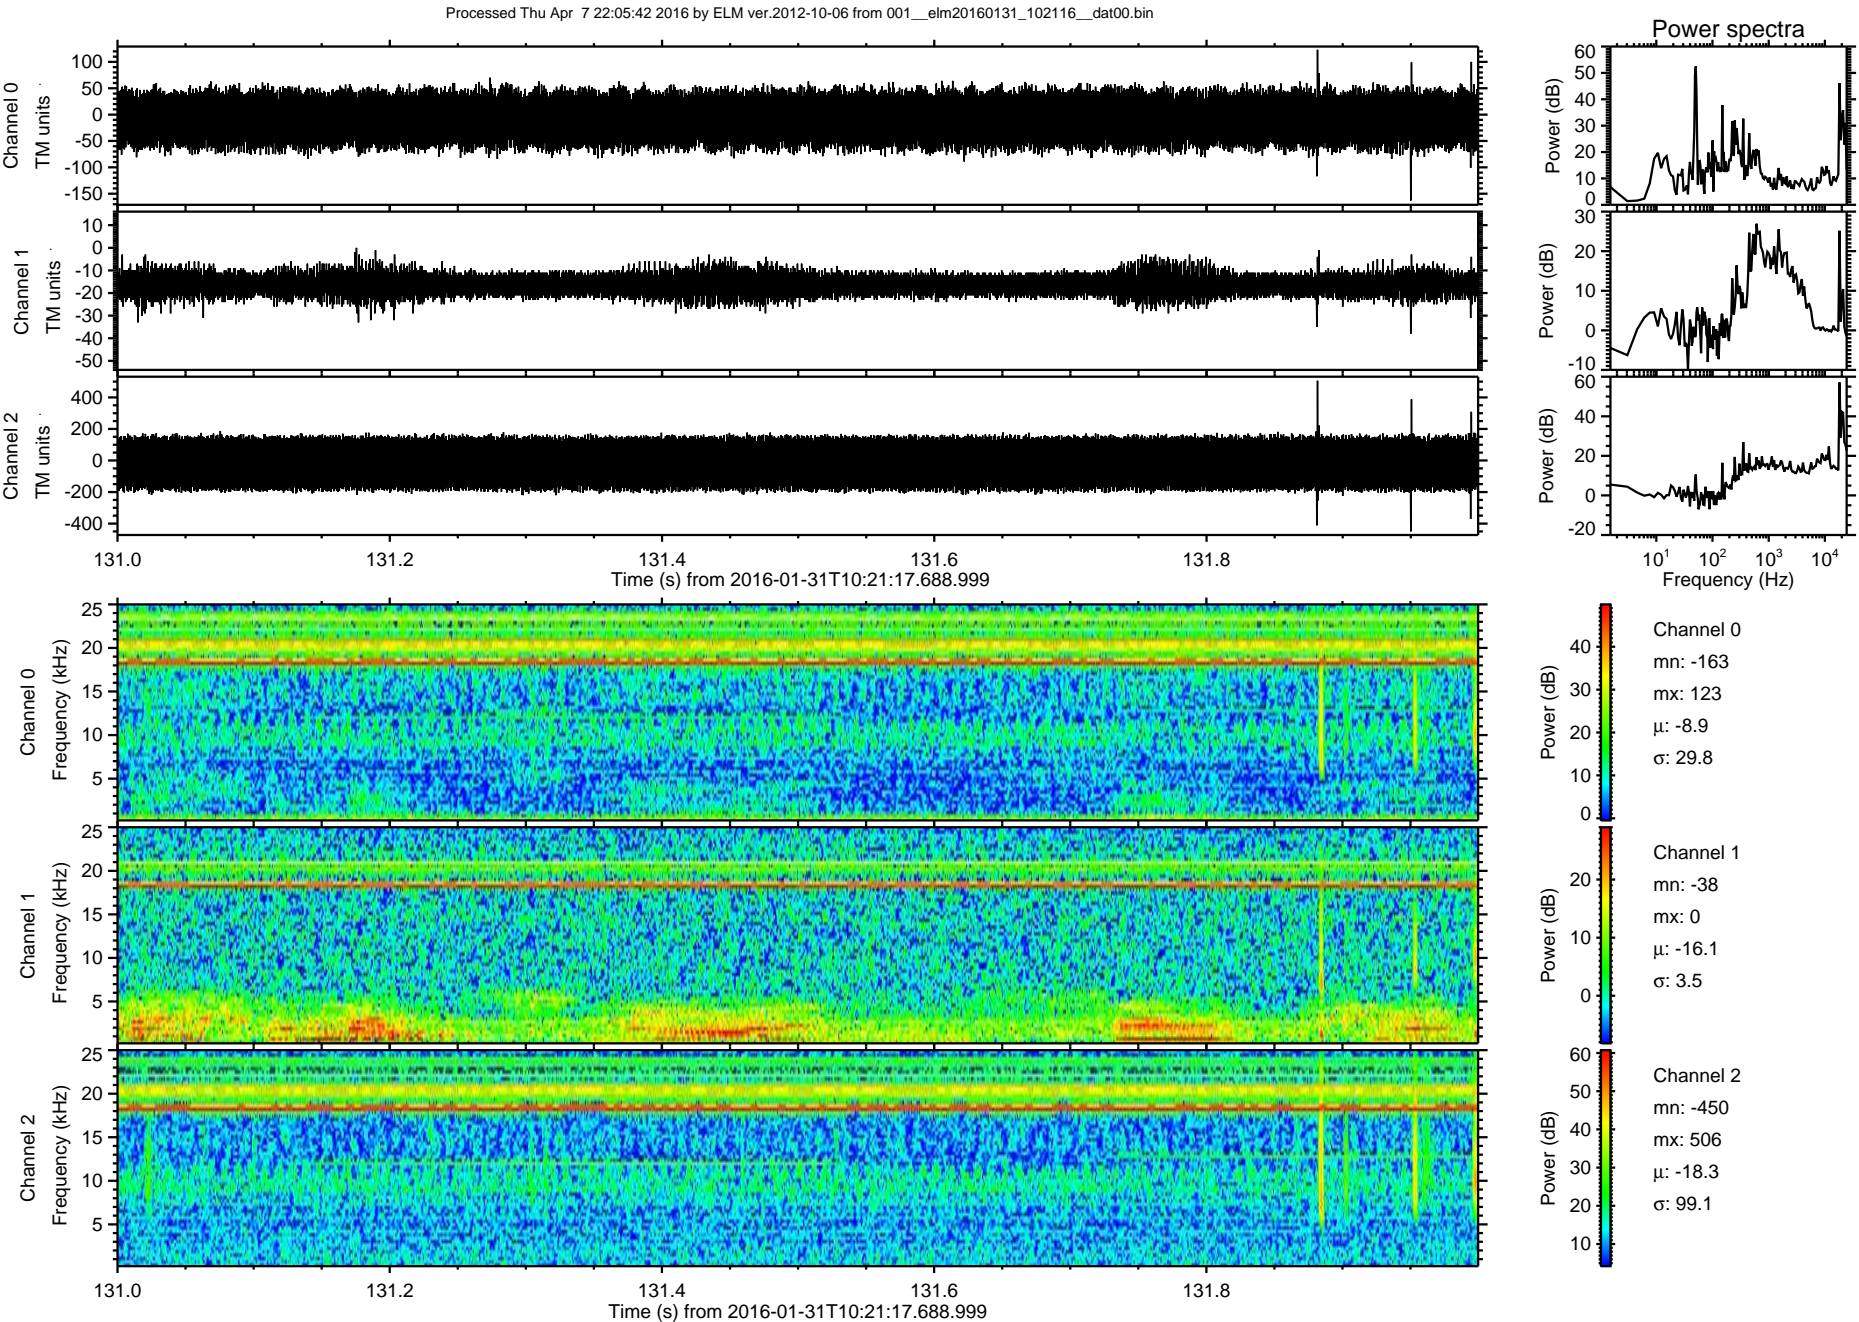 Processed Thu Apr  7 22:05:42 2016 by ELM ver.2012-10-06 from 001__elm20160131_102116__dat00.bin
Power spectra
Channel 0
TM units
100
50
0
-50
-100
-150
Power (dB)
60
50
40
30
20
10
0
Channel 1
TM units
10
0
-10
-20
-30
-40
-50
Power (dB)
30
20
10
0
-10
Channel 2
TM units
400
200
0
-200
-400
Power (dB)
60
40
20
0
-20
131.0 131.2 131.4 131.6 131.8
Time (s) from 2016-01-31T10:21:17.688.999
10^1 10^2 10^3 10^4
Frequency (Hz)
Channel 0
Frequency (kHz)
25
20
15
10
5
Power (dB)
40
30
20
10
0
Channel 0
mn: -163
mx: 123
μ: -8.9
σ: 29.8
Channel 1
Frequency (kHz)
25
20
15
10
5
Power (dB)
20
10
0
Channel 1
mn: -38
mx: 0
μ: -16.1
σ: 3.5
Channel 2
Frequency (kHz)
25
20
15
10
5
Power (dB)
60
50
40
30
20
10
Channel 2
mn: -450
mx: 506
μ: -18.3
σ: 99.1
131.0 131.2 131.4 131.6 131.8
Time (s) from 2016-01-31T10:21:17.688.999